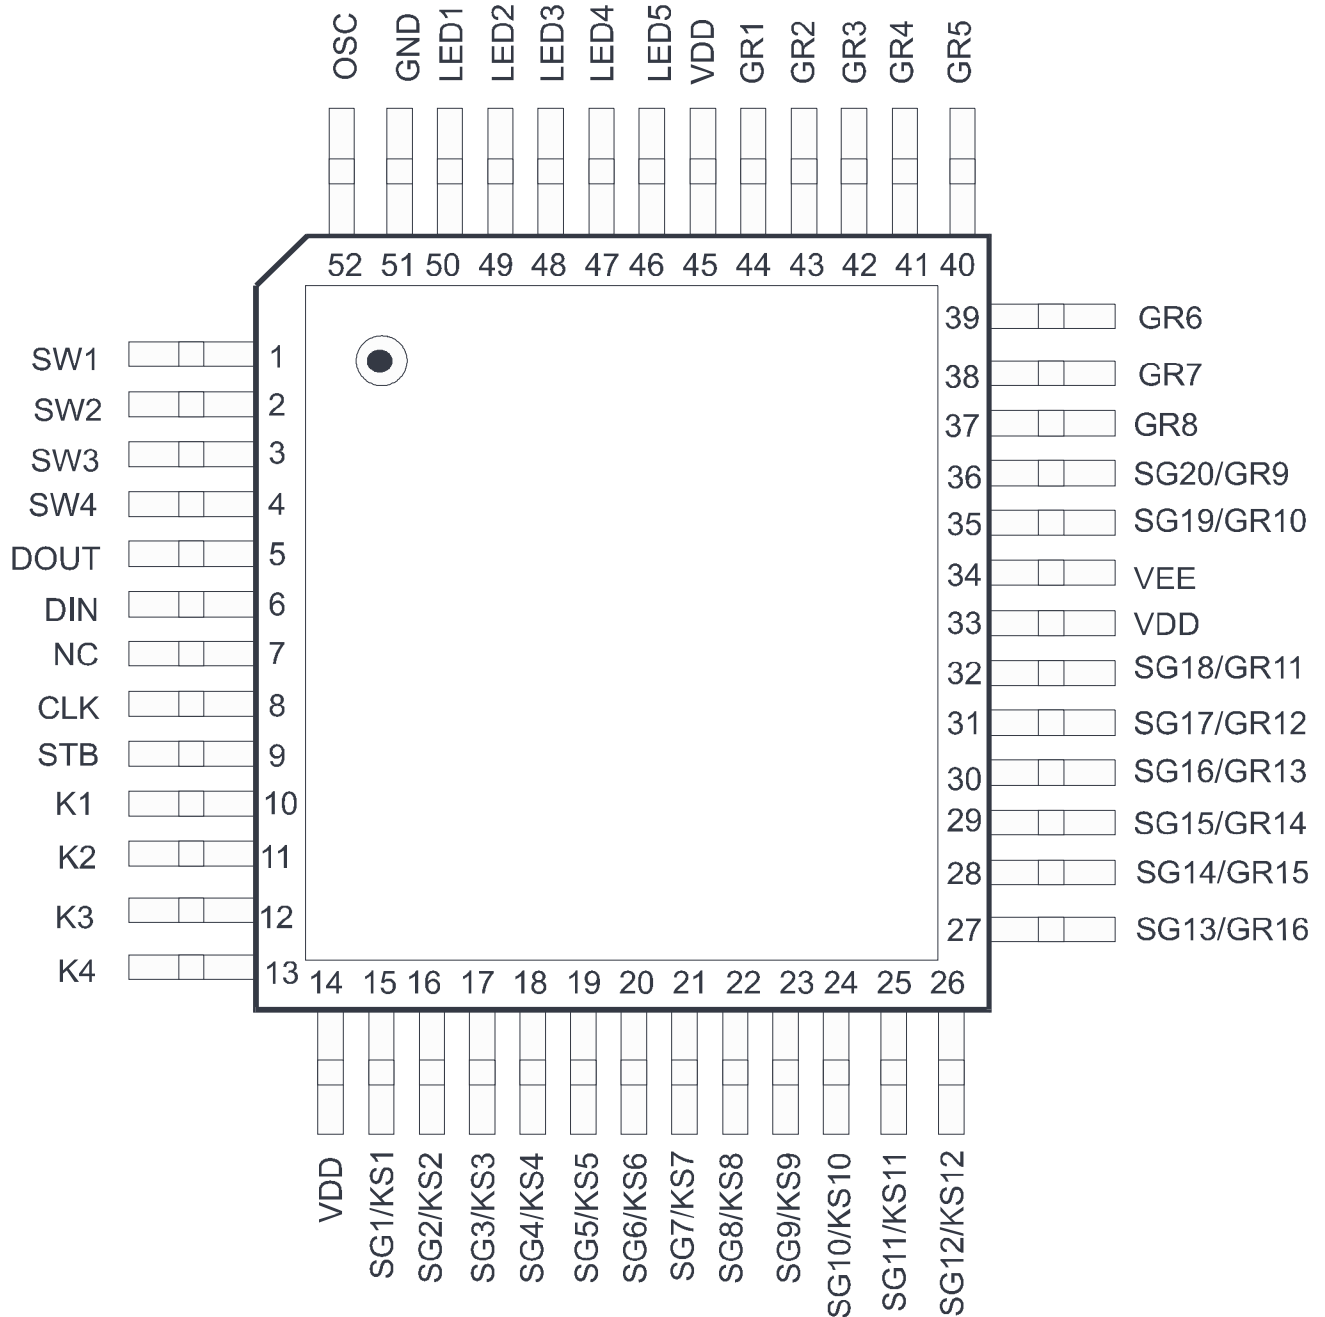 OSC GND LED1 LED2 LED3 LED4 LED5 VDD GR1 GR2 GR3 GR4 GR5
52 51 50 49 48 47 46 45 44 43 42 41 40
SW1 1
SW2 2
SW3 3
SW4 4
DOUT 5
DIN 6
NC 7
CLK 8
STB 9
K1 10
K2 11
K3 12
K4 13
39 GR6
38 GR7
37 GR8
36 SG20/GR9
35 SG19/GR10
34 VEE
33 VDD
32 SG18/GR11
31 SG17/GR12
30 SG16/GR13
29 SG15/GR14
28 SG14/GR15
27 SG13/GR16
14 15 16 17 18 19 20 21 22 23 24 25 26
VDD SG1/KS1 SG2/KS2 SG3/KS3 SG4/KS4 SG5/KS5 SG6/KS6 SG7/KS7 SG8/KS8 SG9/KS9 SG10/KS10 SG11/KS11 SG12/KS12